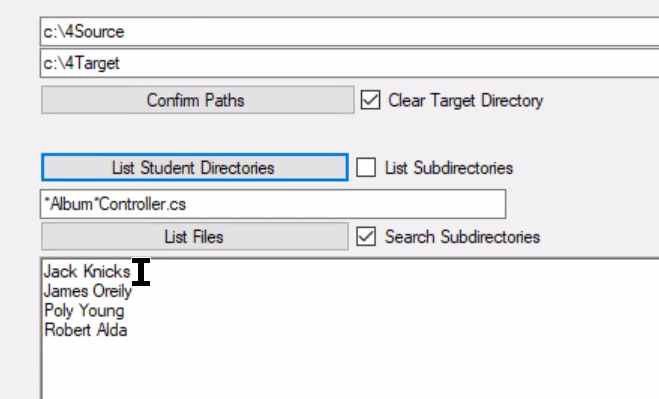 c:\4Source
c:\4Target
Confirm Paths
Clear Target Directory
List Student Directories
List Subdirectories
*Album*Controller.cs
List Files
Search Subdirectories
Jack Knicks
James Oreily
Poly Young
Robert Alda